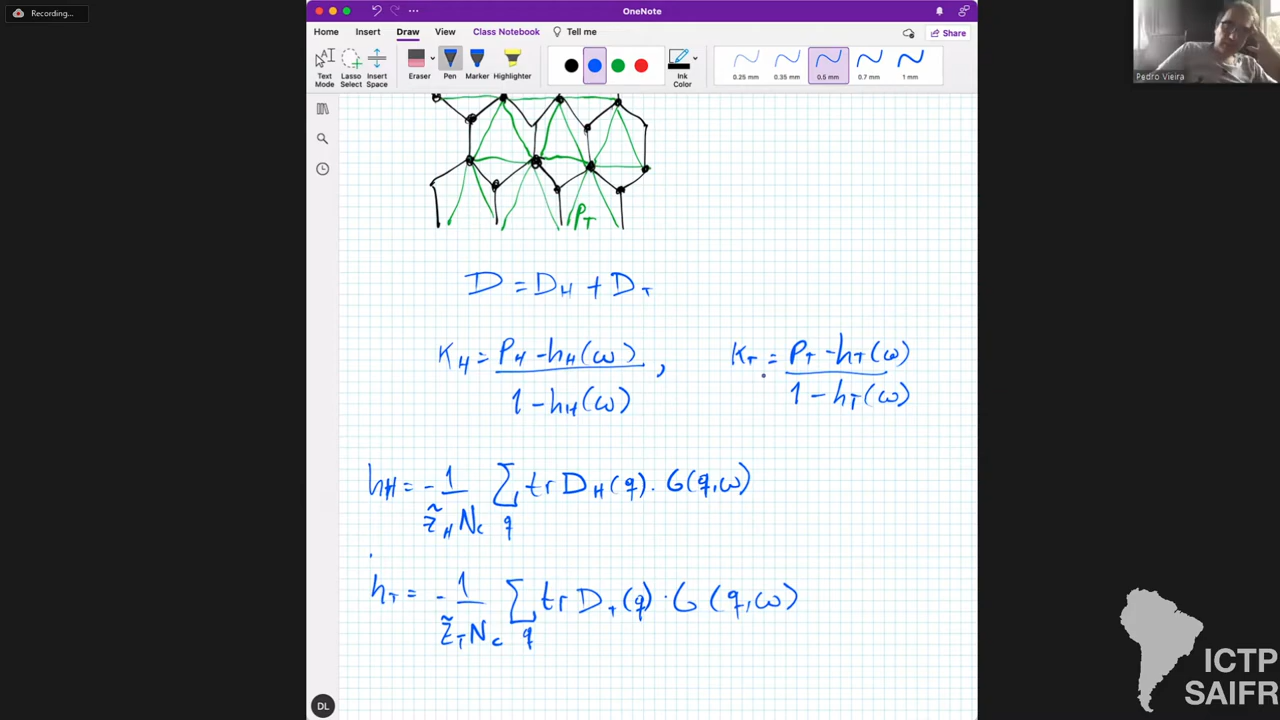 Recording...
OneNote
Home Insert Draw View Class Notebook Tell me
Share
Text Mode
Lasso Select
Insert Space
Eraser
Pen
Marker
Highlighter
Ink Color
0.25 mm
0.35 mm
0.5 mm
0.7 mm
1 mm
Pedro Vieira
P_T
D = D_H + D_T
K_H = (P_H - h_H(ω)) / (1 - h_H(ω)) , K_T = (P_T - h_T(ω)) / (1 - h_T(ω))
h_H = - 1/(z̃_H N_c) Σ_q tr D_H(q) · G(q,ω)
h_T = - 1/(z̃_T N_c) Σ_q tr D_T(q) · G(q,ω)
DL
ICTP
SAIFR